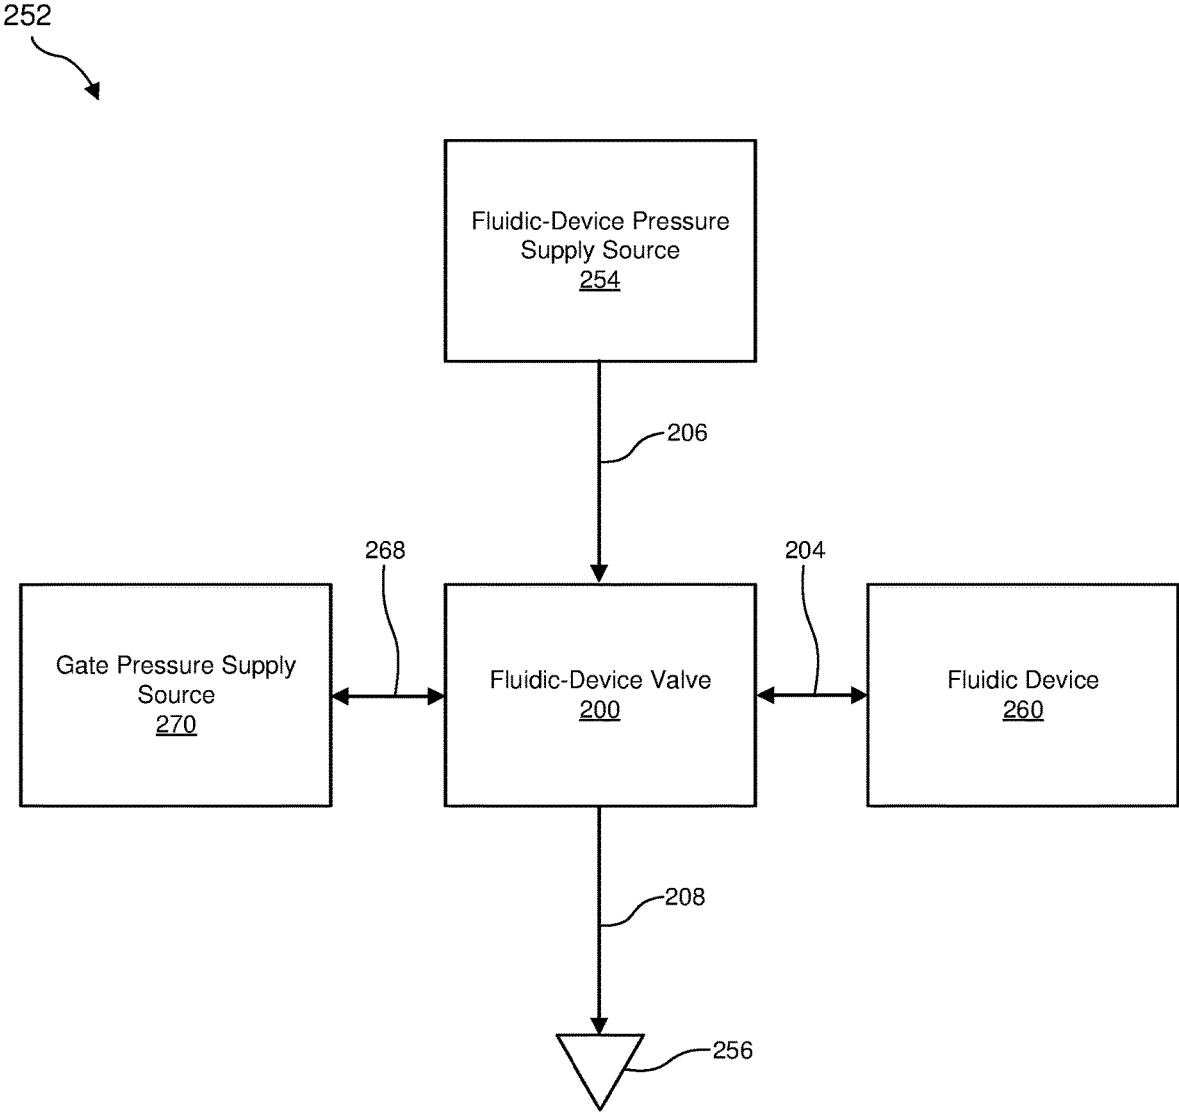 252
Fluidic-Device Pressure
Supply Source
254
206
268
204
Gate Pressure Supply
Source
270
Fluidic-Device Valve
200
Fluidic Device
260
208
256